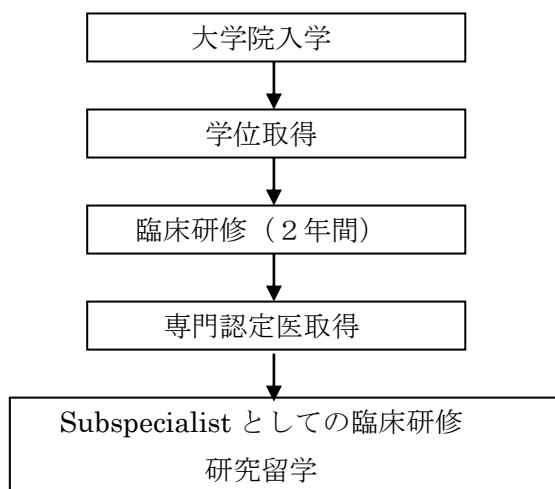 大学院入学
学位取得
臨床研修（２年間）
専門認定医取得
Subspecialist としての臨床研修
研究留学